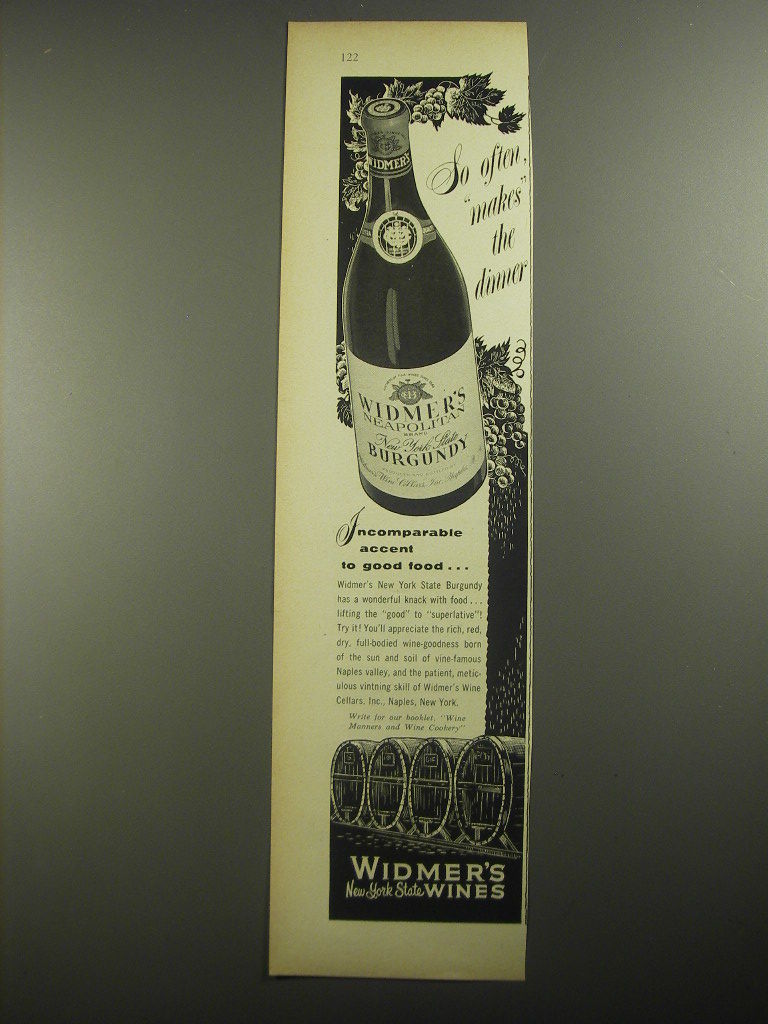 122
WIDMER'S
So often,
"makes"
the
dinner
WIDMER'S
NEAPOLITAN
BRAND
New York State
BURGUNDY
Incomparable
accent
to good food...
Widmer's New York State Burgundy
has a wonderful knack with food...
lifting the "good" to "superlative"!
Try it! You'll appreciate the rich, red,
dry, full-bodied wine-goodness born
of the sun and soil of vine-famous
Naples valley, and the patient, metic-
ulous vintning skill of Widmer's Wine
Cellars, Inc., Naples, New York.
Write for our booklet, "Wine
Manners and Wine Cookery"
WIDMER'S
New York State WINES